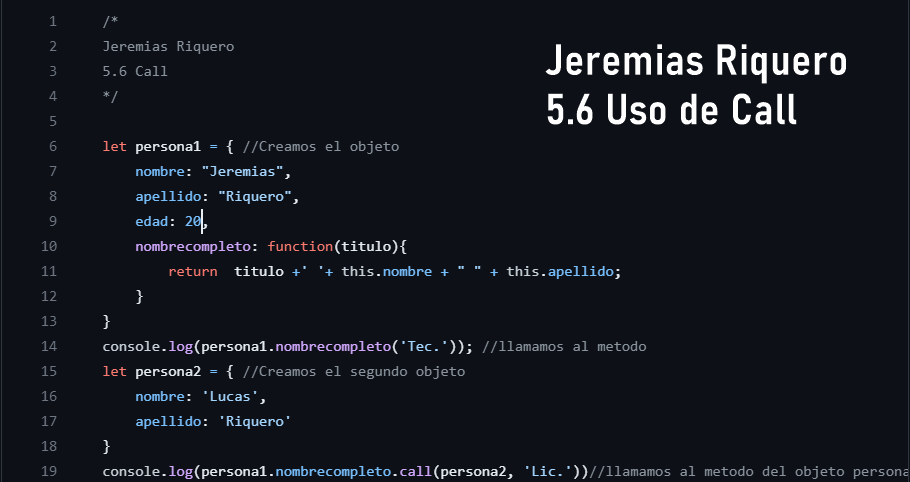 1 /*
2 Jeremias Riquero
3 5.6 Call
4 */
5
6 let persona1 = { //Creamos el objeto
7 nombre: "Jeremias",
8 apellido: "Riquero",
9 edad: 20,
10 nombrecompleto: function(titulo){
11 return  titulo +' '+ this.nombre + " " + this.apellido;
12 }
13 }
14 console.log(persona1.nombrecompleto('Tec.')); //llamamos al metodo
15 let persona2 = { //Creamos el segundo objeto
16 nombre: 'Lucas',
17 apellido: 'Riquero'
18 }
19 console.log(persona1.nombrecompleto.call(persona2, 'Lic.'))//llamamos al metodo del objeto persona
Jeremias Riquero
5.6 Uso de Call